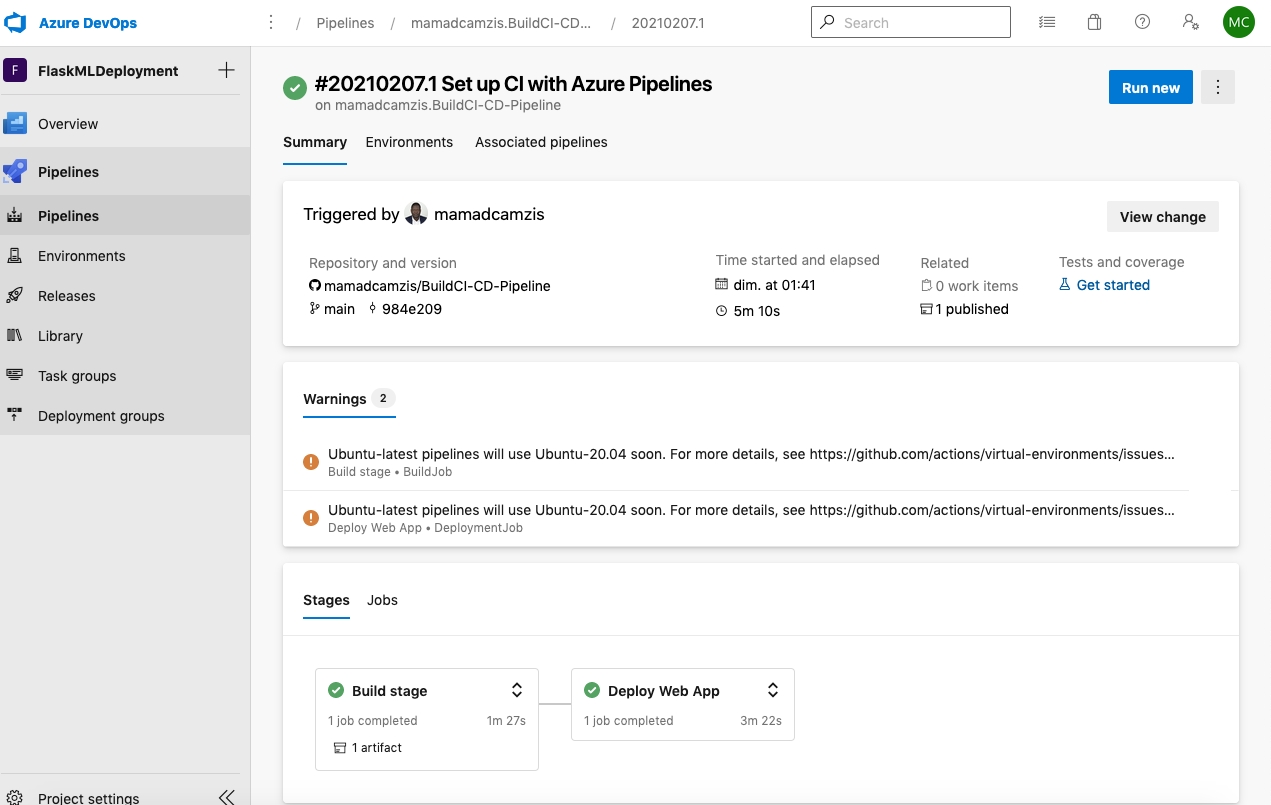 Azure DevOps
/ Pipelines / mamadcamzis.BuildCI-CD... / 20210207.1
Search
MC
F FlaskMLDeployment
Overview
Pipelines
Pipelines
Environments
Releases
Library
Task groups
Deployment groups
Project settings
#20210207.1 Set up CI with Azure Pipelines
on mamadcamzis.BuildCI-CD-Pipeline
Run new
Summary Environments Associated pipelines
Triggered by mamadcamzis
View change
Repository and version
mamadcamzis/BuildCI-CD-Pipeline
main 984e209
Time started and elapsed
dim. at 01:41
5m 10s
Related
0 work items
1 published
Tests and coverage
Get started
Warnings 2
Ubuntu-latest pipelines will use Ubuntu-20.04 soon. For more details, see https://github.com/actions/virtual-environments/issues...
Build stage • BuildJob
Ubuntu-latest pipelines will use Ubuntu-20.04 soon. For more details, see https://github.com/actions/virtual-environments/issues...
Deploy Web App • DeploymentJob
Stages Jobs
Build stage
1 job completed 1m 27s
1 artifact
Deploy Web App
1 job completed 3m 22s